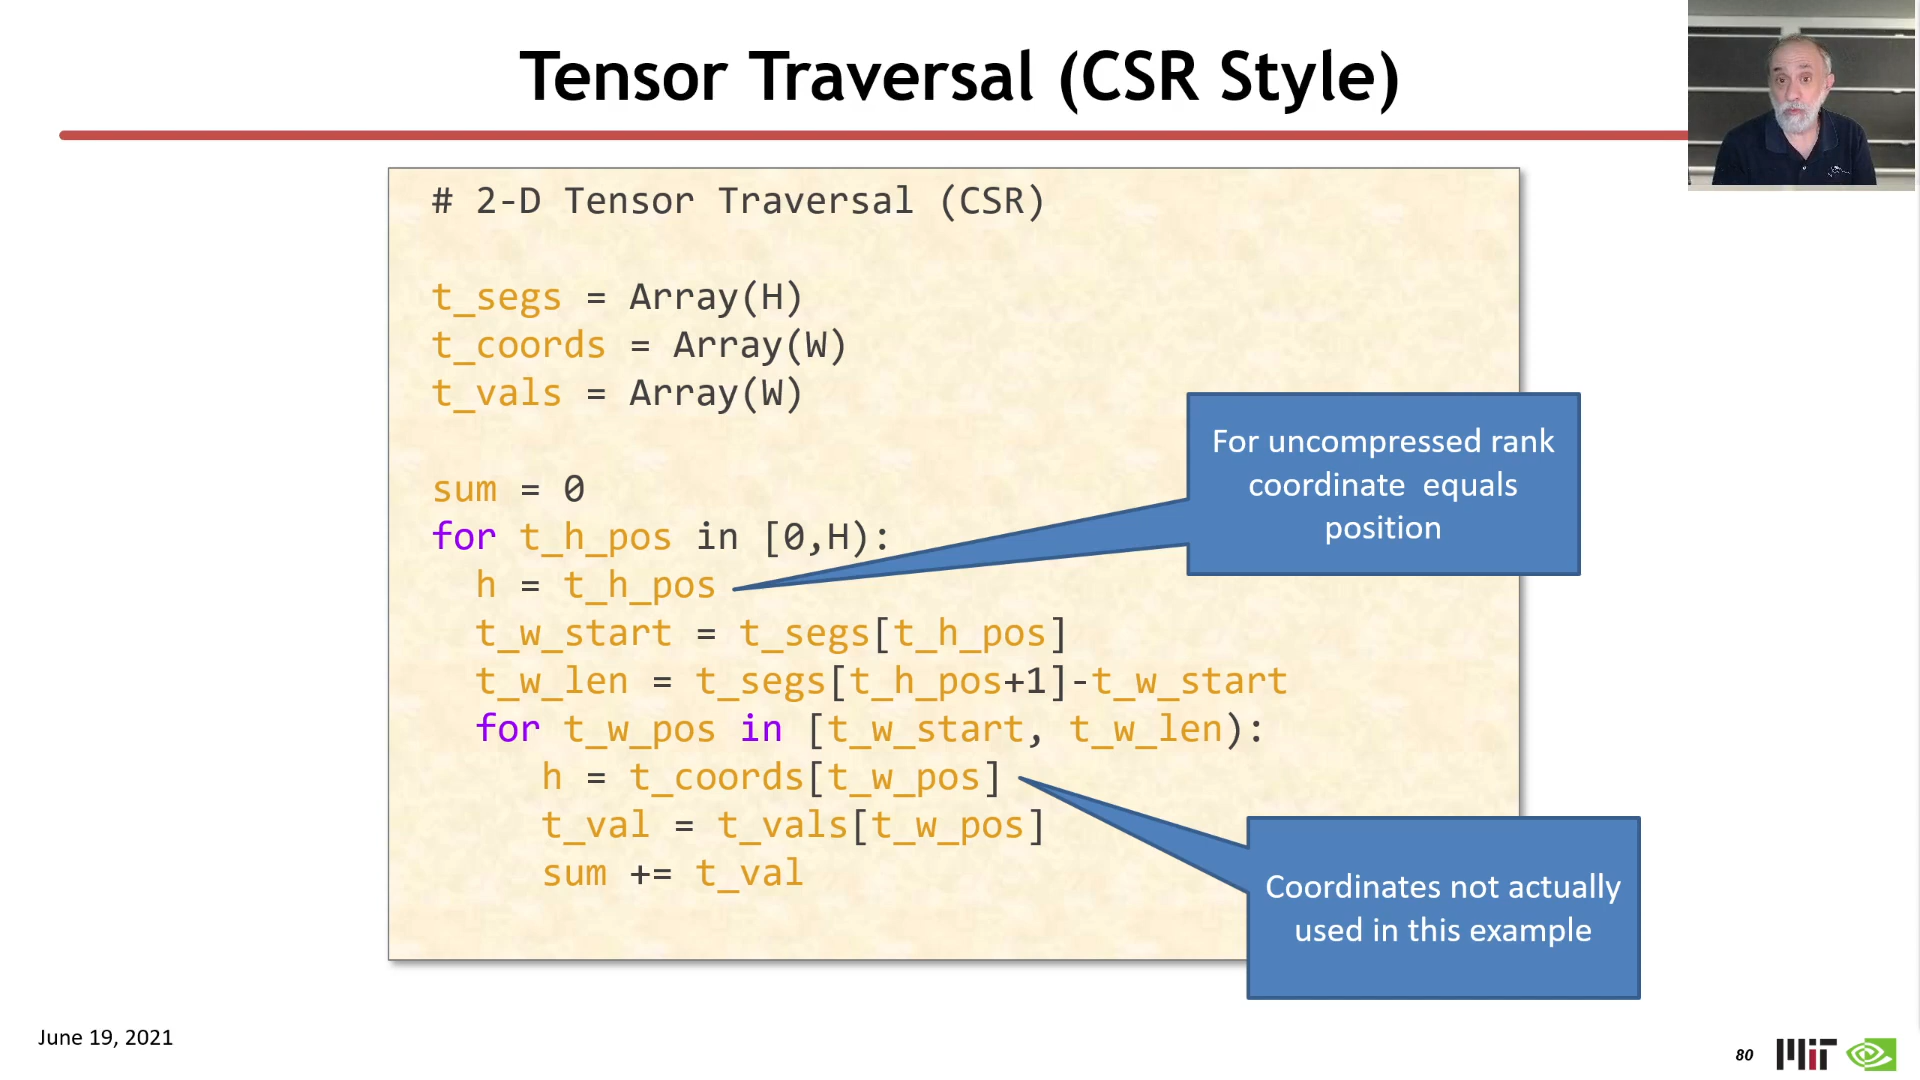 Tensor Traversal (CSR Style)
# 2-D Tensor Traversal (CSR)
t_segs = Array(H)
t_coords = Array(W)
t_vals = Array(W)
sum = 0
for t_h_pos in [0,H):
h = t_h_pos
t_w_start = t_segs[t_h_pos]
t_w_len = t_segs[t_h_pos+1]-t_w_start
for t_w_pos in [t_w_start, t_w_len):
h = t_coords[t_w_pos]
t_val = t_vals[t_w_pos]
sum += t_val
For uncompressed rank
coordinate equals
position
Coordinates not actually
used in this example
June 19, 2021
80
MiT